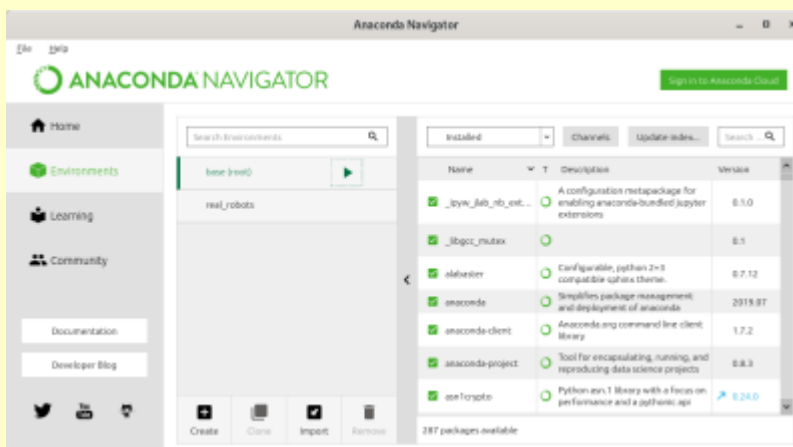 Anaconda Navigator
File Help
ANACONDA NAVIGATOR
Sign in to Anaconda Cloud
Home
Environments
Learning
Community
Documentation
Developer Blog
You Tube
Search Environments
base (root)
real_robots
Create Clone Import Remove
Installed Channels Update index... Search ...
Name T Description Version
_ipyw_jlab_nb_ext... A configuration metapackage for enabling anaconda-bundled jupyter extensions 0.1.0
_libgcc_mutex 0.1
alabaster Configurable, python 2+3 compatible sphinx theme. 0.7.12
anaconda Simplifies package management and deployment of anaconda 2019.07
anaconda-client Anaconda.org command line client library 1.7.2
anaconda-project Tool for encapsulating, running, and reproducing data science projects 0.8.3
asn1crypto Python asn.1 library with a focus on performance and a pythonic api 0.24.0
287 packages available